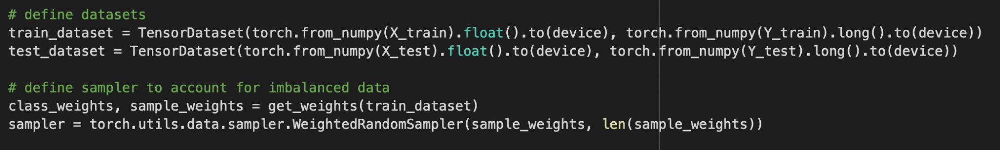 # define datasets
train_dataset = TensorDataset(torch.from_numpy(X_train).float().to(device), torch.from_numpy(Y_train).long().to(device))
test_dataset = TensorDataset(torch.from_numpy(X_test).float().to(device), torch.from_numpy(Y_test).long().to(device))
# define sampler to account for imbalanced data
class_weights, sample_weights = get_weights(train_dataset)
sampler = torch.utils.data.sampler.WeightedRandomSampler(sample_weights, len(sample_weights))